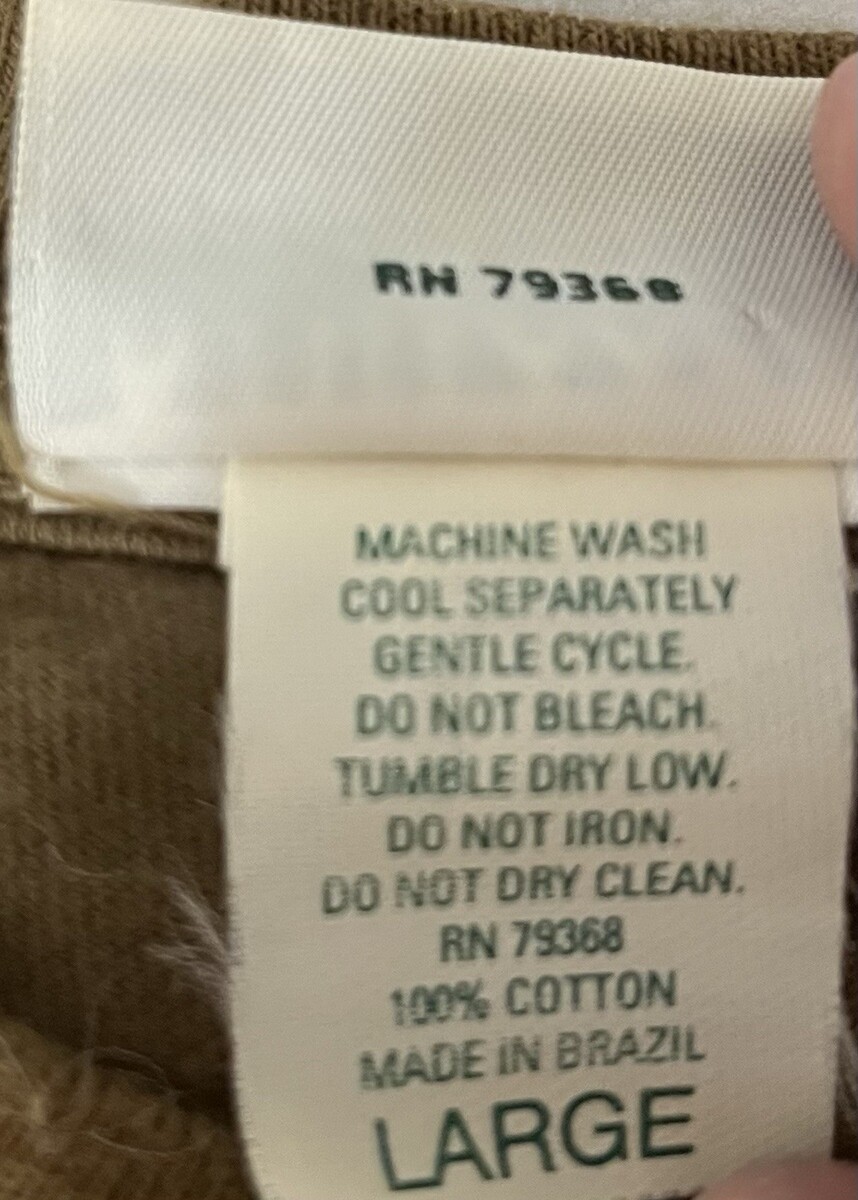 RN 79368
MACHINE WASH
COOL SEPARATELY
GENTLE CYCLE.
DO NOT BLEACH.
TUMBLE DRY LOW.
DO NOT IRON.
DO NOT DRY CLEAN.
RN 79368
100% COTTON
MADE IN BRAZIL
LARGE